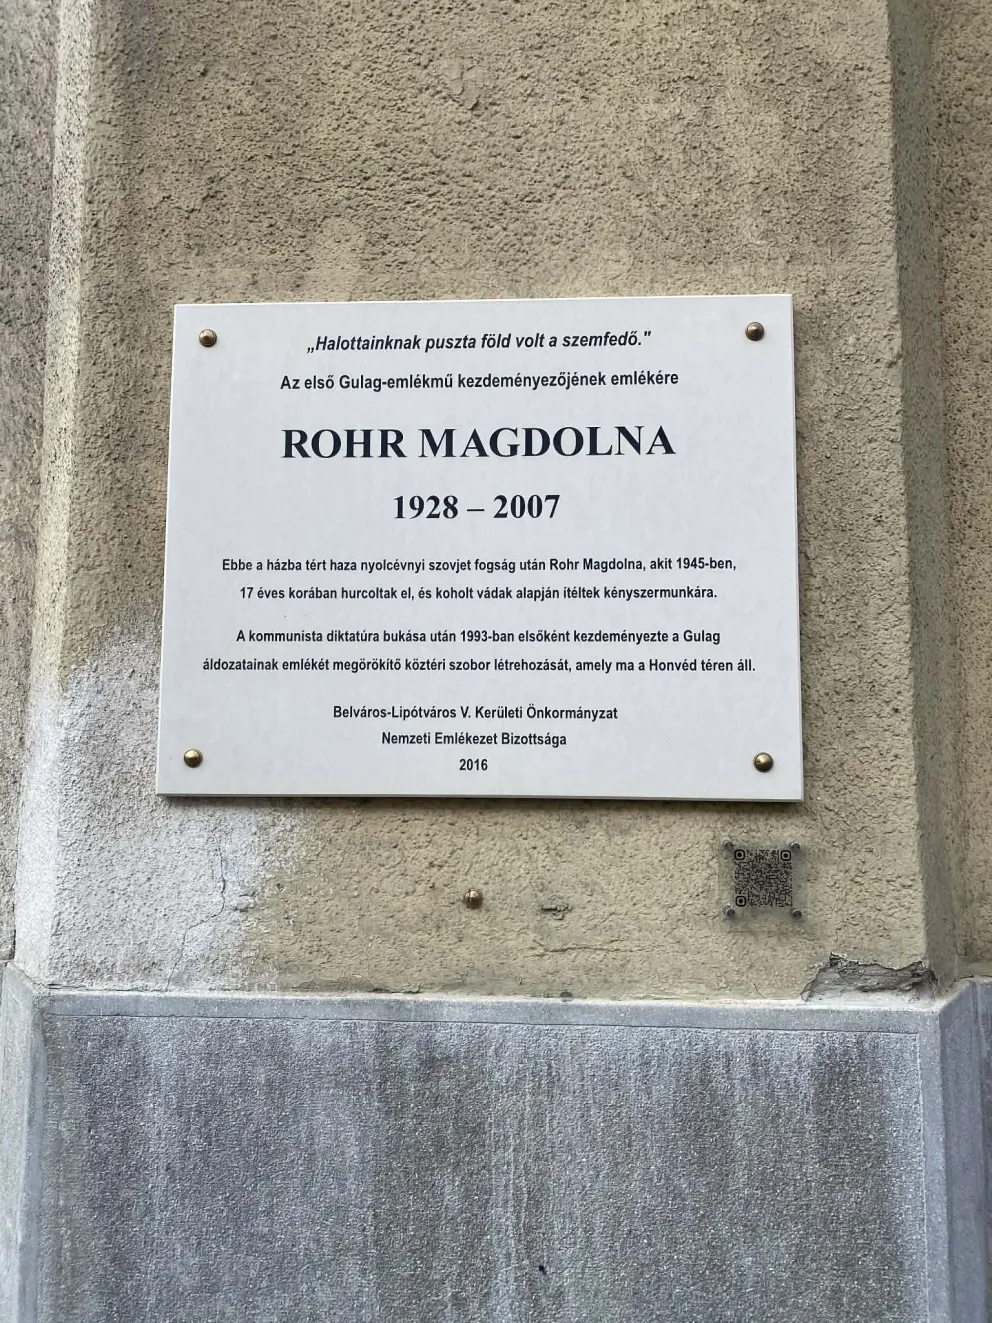 „Halottainknak puszta föld volt a szemfedő."
Az első Gulag-emlékmű kezdeményezőjének emlékére
ROHR MAGDOLNA
1928 – 2007
Ebbe a házba tért haza nyolcévnyi szovjet fogság után Rohr Magdolna, akit 1945-ben,
17 éves korában hurcoltak el, és koholt vádak alapján ítéltek kényszermunkára.
A kommunista diktatúra bukása után 1993-ban elsőként kezdeményezte a Gulag
áldozatainak emlékét megörökítő köztéri szobor létrehozását, amely ma a Honvéd téren áll.
Belváros-Lipótváros V. Kerületi Önkormányzat
Nemzeti Emlékezet Bizottsága
2016